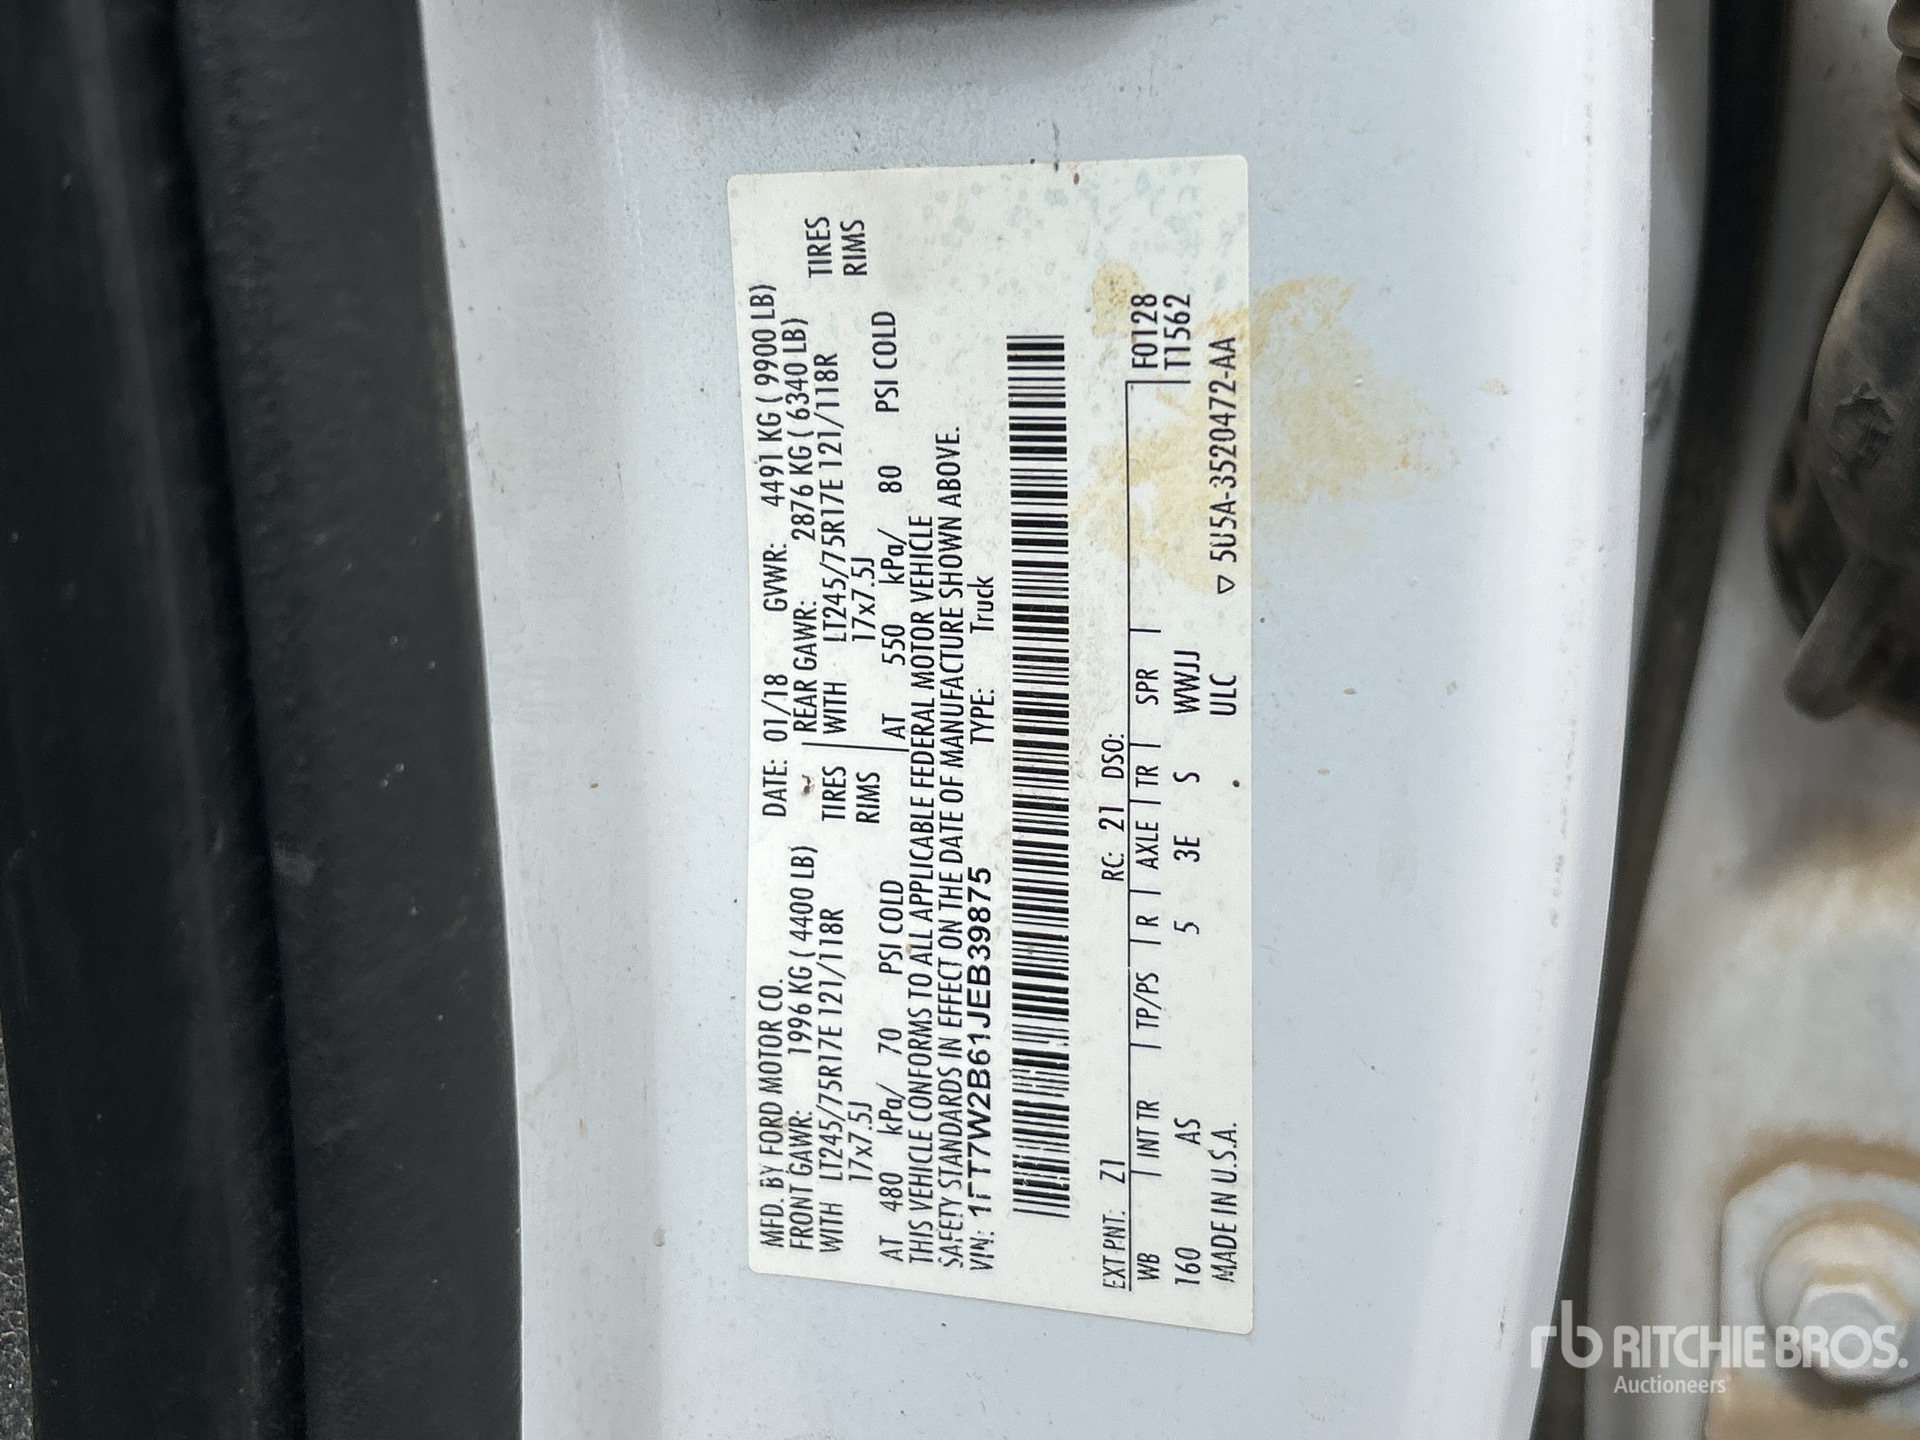 MFD. BY FORD MOTOR CO.
DATE: 01/18 GVWR: 4491 KG ( 9900 LB)
FRONT GAWR: 1996 KG ( 4400 LB)
REAR GAWR: 2876 KG ( 6340 LB)
WITH LT245/75R17E 121/118R TIRES
WITH LT245/75R17E 121/118R TIRES
17x7.5J RIMS
17x7.5J RIMS
AT 480 kPa/ 70 PSI COLD
AT 550 kPa/ 80 PSI COLD
THIS VEHICLE CONFORMS TO ALL APPLICABLE FEDERAL MOTOR VEHICLE
SAFETY STANDARDS IN EFFECT ON THE DATE OF MANUFACTURE SHOWN ABOVE.
VIN: 1FT7W2B61JEB39875 TYPE: Truck
EXT PNT: Z1 RC: 21 DSO:
WB | INT TR | TP/PS | R | AXLE | TR | SPR | F0128
160 AS 5 3E S WWJJ T1562
MADE IN U.S.A. ULC ▽ 5U5A-3520472-AA
rb RITCHIE BROS.
Auctioneers